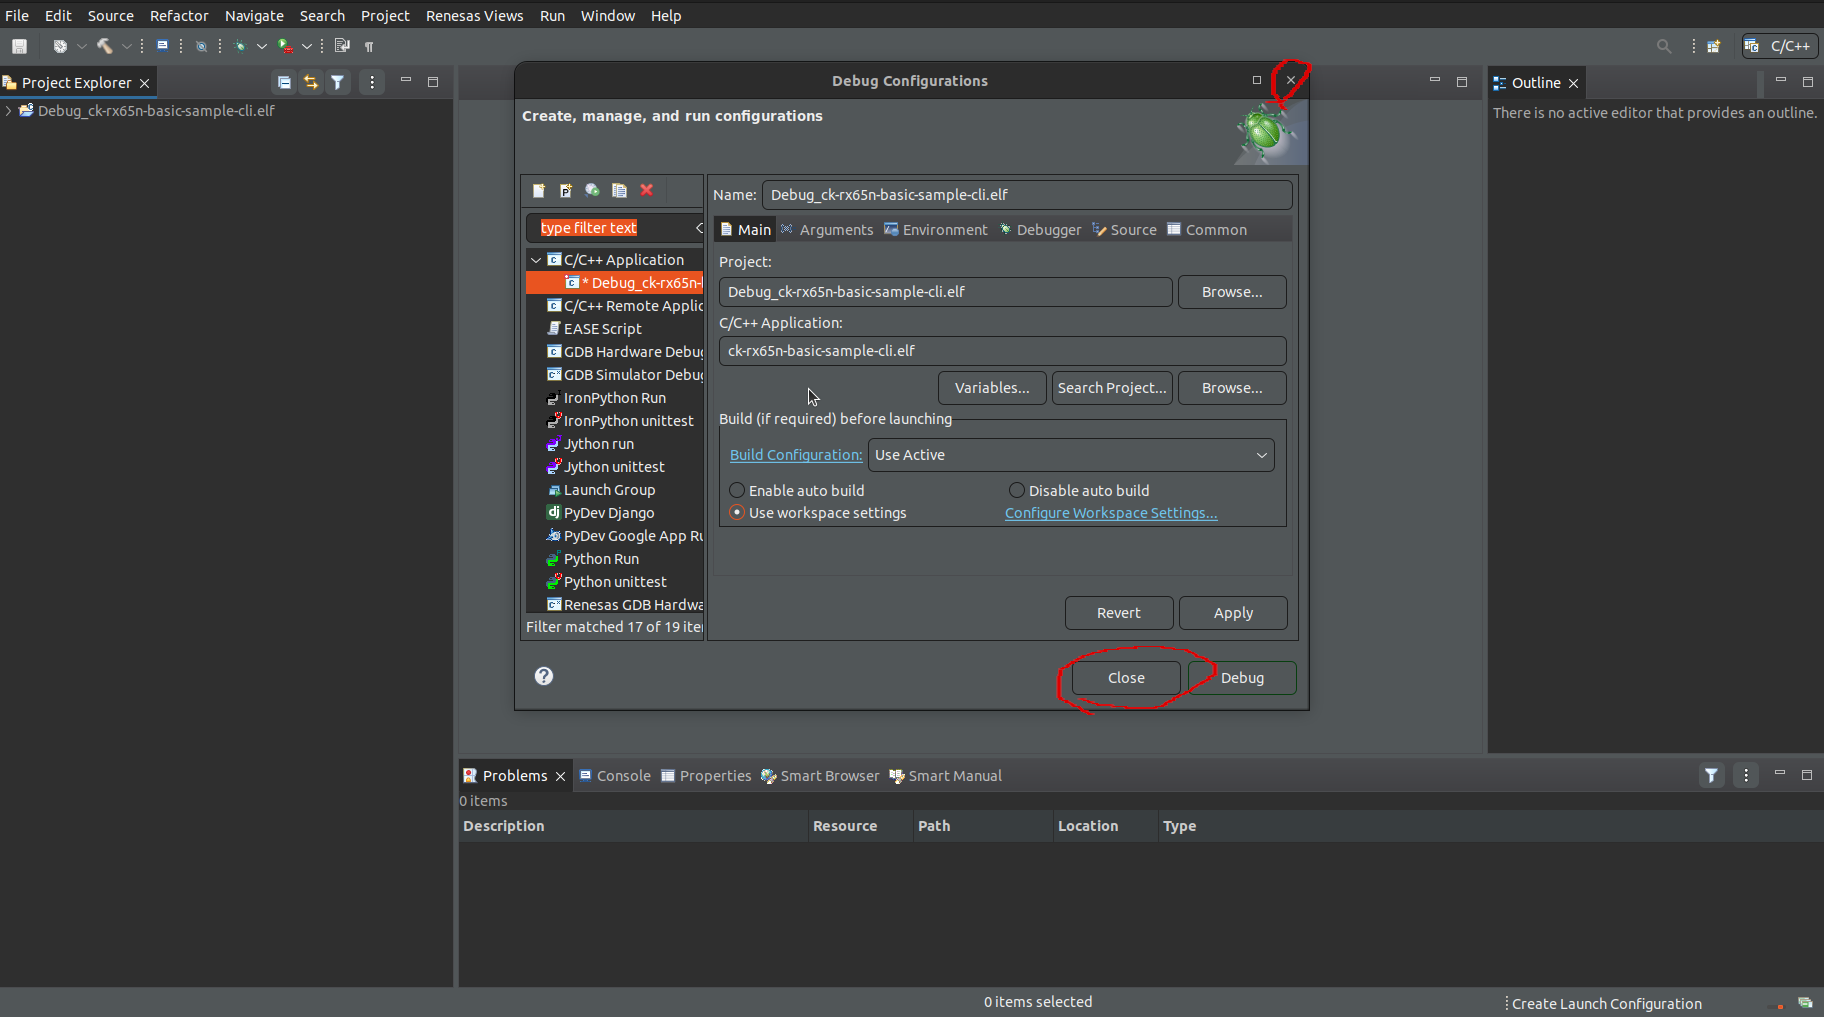 File Edit Source Refactor Navigate Search Project Renesas Views Run Window Help
C/C++
Project Explorer
Debug_ck-rx65n-basic-sample-cli.elf
Outline
There is no active editor that provides an outline.
Debug Configurations
Create, manage, and run configurations
type filter text
C/C++ Application
* Debug_ck-rx65n-
C/C++ Remote Applic
EASE Script
GDB Hardware Debug
GDB Simulator Debug
IronPython Run
IronPython unittest
Jython run
Jython unittest
Launch Group
PyDev Django
PyDev Google App Ru
Python Run
Python unittest
Renesas GDB Hardwa
Filter matched 17 of 19 iter
Name: Debug_ck-rx65n-basic-sample-cli.elf
Main Arguments Environment Debugger Source Common
Project:
Debug_ck-rx65n-basic-sample-cli.elf Browse...
C/C++ Application:
ck-rx65n-basic-sample-cli.elf
Variables... Search Project... Browse...
Build (if required) before launching
Build Configuration: Use Active
Enable auto build Disable auto build
Use workspace settings Configure Workspace Settings...
Revert Apply
Close Debug
Problems Console Properties Smart Browser Smart Manual
0 items
Description Resource Path Location Type
0 items selected
Create Launch Configuration